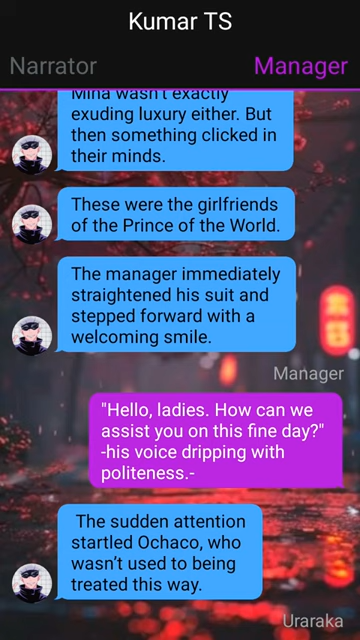 Kumar TS
Narrator
Manager
Mina wasn't exactly
exuding luxury either. But
then something clicked in
their minds.
These were the girlfriends
of the Prince of the World.
The manager immediately
straightened his suit and
stepped forward with a
welcoming smile.
Manager
"Hello, ladies. How can we
assist you on this fine day?"
-his voice dripping with
politeness.-
The sudden attention
startled Ochaco, who
wasn't used to being
treated this way.
Uraraka